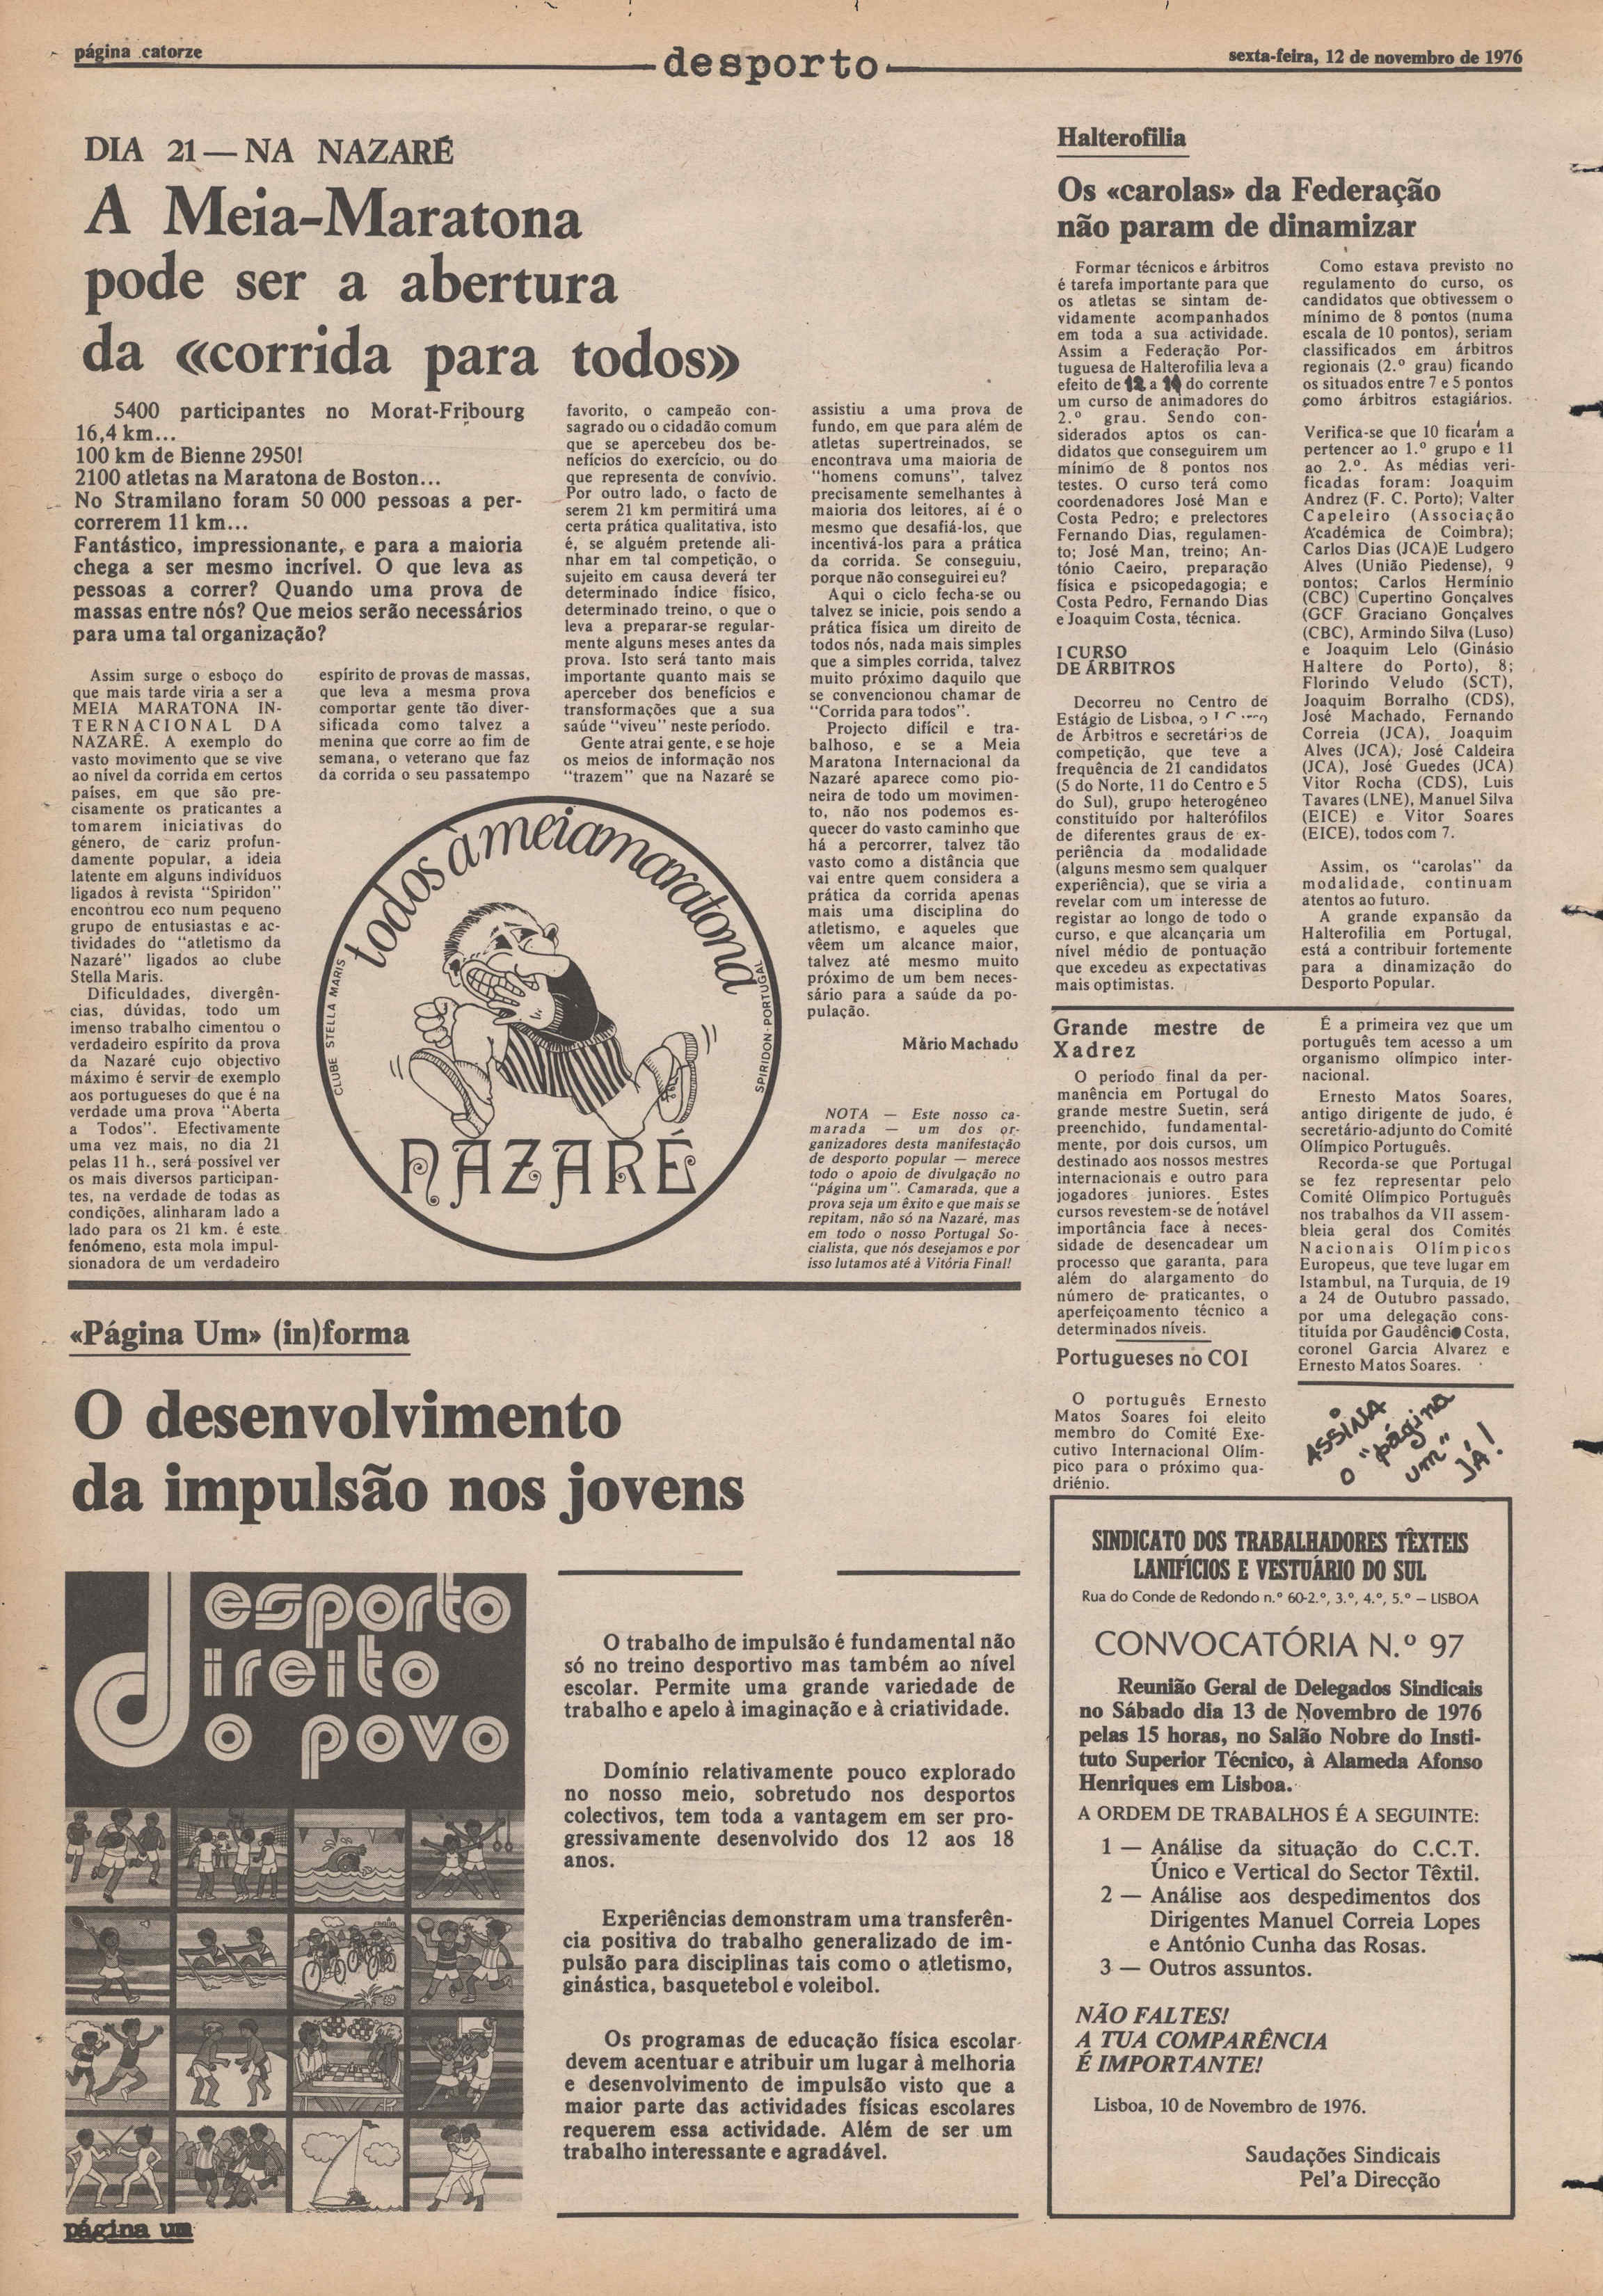 página catorze
desporto
sexta-feira, 12 de novembro de 1976
DIA 21 — NA NAZARÉ
A Meia-Maratona
pode ser a abertura
da «corrida para todos»
5400 participantes no Morat-Fribourg
16,4 km...
100 km de Bienne 2950!
2100 atletas na Maratona de Boston...
No Stramilano foram 50 000 pessoas a per-
correrem 11 km...
Fantástico, impressionante, e para a maioria
chega a ser mesmo incrível. O que leva as
pessoas a correr? Quando uma prova de
massas entre nós? Que meios serão necessários
para uma tal organização?
Assim surge o esboço do
que mais tarde viria a ser a
MEIA MARATONA IN-
TERNACIONAL DA
NAZARÉ. A exemplo do
vasto movimento que se vive
ao nível da corrida em certos
países, em que são pre-
cisamente os praticantes a
tomarem iniciativas do
género, de cariz profun-
damente popular, a ideia
latente em alguns indivíduos
ligados à revista "Spiridon"
encontrou eco num pequeno
grupo de entusiastas e ac-
tividades do "atletismo da
Nazaré" ligados ao clube
Stella Maris.
Dificuldades, divergên-
cias, dúvidas, todo um
imenso trabalho cimentou o
verdadeiro espírito da prova
da Nazaré cujo objectivo
máximo é servir de exemplo
aos portugueses do que é na
verdade uma prova "Aberta
a Todos". Efectivamente
uma vez mais, no dia 21
pelas 11 h., será possível ver
os mais diversos participan-
tes, na verdade de todas as
condições, alinharam lado a
lado para os 21 km. é este
fenómeno, esta mola impul-
sionadora de um verdadeiro
espírito de provas de massas,
que leva a mesma prova
comportar gente tão diver-
sificada como talvez a
menina que corre ao fim de
semana, o veterano que faz
da corrida o seu passatempo
favorito, o campeão con-
sagrado ou o cidadão comum
que se apercebeu dos be-
nefícios do exercício, ou do
que representa de convívio.
Por outro lado, o facto de
serem 21 km permitirá uma
certa prática qualitativa, isto
é, se alguém pretende ali-
nhar em tal competição, o
sujeito em causa deverá ter
determinado índice físico,
determinado treino, o que o
leva a preparar-se regular-
mente alguns meses antes da
prova. Isto será tanto mais
importante quanto mais se
aperceber dos benefícios e
transformações que a sua
saúde "viveu" neste período.
Gente atrai gente, e se hoje
os meios de informação nos
"trazem" que na Nazaré se
assistiu a uma prova de
fundo, em que para além de
atletas supertreinados, se
encontrava uma maioria de
"homens comuns", talvez
precisamente semelhantes à
maioria dos leitores, aí é o
mesmo que desafiá-los, que
incentivá-los para a prática
da corrida. Se conseguiu,
porque não conseguirei eu?
Aqui o ciclo fecha-se ou
talvez se inicie, pois sendo a
prática física um direito de
todos nós, nada mais simples
que a simples corrida, talvez
muito próximo daquilo que
se convencionou chamar de
"Corrida para todos".
Projecto difícil e tra-
balhoso, e se a Meia
Maratona Internacional da
Nazaré aparece como pio-
neira de todo um movimen-
to, não nos podemos es-
quecer do vasto caminho que
há a percorrer, talvez tão
vasto como a distância que
vai entre quem considera a
prática da corrida apenas
mais uma disciplina do
atletismo, e aqueles que
vêem um alcance maior,
talvez até mesmo muito
próximo de um bem neces-
sário para a saúde da po-
pulação.
Mário Machado
NOTA — Este nosso ca-
marada — um dos or-
ganizadores desta manifestação
de desporto popular — merece
todo o apoio de divulgação no
"página um". Camarada, que a
prova seja um êxito e que mais se
repitam, não só na Nazaré, mas
em todo o nosso Portugal So-
cialista, que nós desejamos e por
isso lutamos até à Vitória Final!
todos à meia maratona
CLUBE STELLA MARIS
SPIRIDON-PORTUGAL
NAZARÉ
Halterofilia
Os «carolas» da Federação
não param de dinamizar
Formar técnicos e árbitros
é tarefa importante para que
os atletas se sintam de-
vidamente acompanhados
em toda a sua actividade.
Assim a Federação Por-
tuguesa de Halterofilia leva a
efeito de 12 a 14 do corrente
um curso de animadores do
2.º grau. Sendo con-
siderados aptos os can-
didatos que conseguirem um
mínimo de 8 pontos nos
testes. O curso terá como
coordenadores José Man e
Costa Pedro; e prelectores
Fernando Dias, regulamen-
to; José Man, treino; An-
tónio Caeiro, preparação
física e psicopedagogia; e
Costa Pedro, Fernando Dias
e Joaquim Costa, técnica.
I CURSO
DE ÁRBITROS
Decorreu no Centro de
Estágio de Lisboa, o I
de Árbitros e secretários de
competição, que teve a
frequência de 21 candidatos
(5 do Norte, 11 do Centro e 5
do Sul), grupo heterogéneo
constituído por halterófilos
de diferentes graus de ex-
periência da modalidade
(alguns mesmo sem qualquer
experiência), que se viria a
revelar com um interesse de
registar ao longo de todo o
curso, e que alcançaria um
nível médio de pontuação
que excedeu as expectativas
mais optimistas.
Como estava previsto no
regulamento do curso, os
candidatos que obtivessem o
mínimo de 8 pontos (numa
escala de 10 pontos), seriam
classificados em árbitros
regionais (2.º grau) ficando
os situados entre 7 e 5 pontos
como árbitros estagiários.
Verifica-se que 10 ficaram a
pertencer ao 1.º grupo e 11
ao 2.º. As médias veri-
ficadas foram: Joaquim
Andrez (F. C. Porto); Valter
Capeleiro (Associação
Académica de Coimbra);
Carlos Dias (JCA)E Ludgero
Alves (União Piedense), 9
pontos; Carlos Hermínio
(CBC) Cupertino Gonçalves
(GCF Graciano Gonçalves
(CBC), Armindo Silva (Luso)
e Joaquim Lelo (Ginásio
Haltere do Porto), 8;
Florindo Veludo (SCT),
Joaquim Borralho (CDS),
José Machado, Fernando
Correia (JCA), Joaquim
Alves (JCA), José Caldeira
(JCA), José Guedes (JCA)
Vitor Rocha (CDS), Luis
Tavares (LNE), Manuel Silva
(EICE) e Vitor Soares
(EICE), todos com 7.
Assim, os "carolas" da
modalidade, continuam
atentos ao futuro.
A grande expansão da
Halterofilia em Portugal,
está a contribuir fortemente
para a dinamização do
Desporto Popular.
Grande mestre de
Xadrez
O período final da per-
manência em Portugal do
grande mestre Suetin, será
preenchido, fundamental-
mente, por dois cursos, um
destinado aos nossos mestres
internacionais e outro para
jogadores juniores. Estes
cursos revestem-se de notável
importância face à neces-
sidade de desencadear um
processo que garanta, para
além do alargamento do
número de praticantes, o
aperfeiçoamento técnico a
determinados níveis.
Portugueses no COI
O português Ernesto
Matos Soares foi eleito
membro do Comité Exe-
cutivo Internacional Olím-
pico para o próximo qua-
driénio.
É a primeira vez que um
português tem acesso a um
organismo olímpico inter-
nacional.
Ernesto Matos Soares,
antigo dirigente de judo, é
secretário-adjunto do Comité
Olímpico Português.
Recorda-se que Portugal
se fez representar pelo
Comité Olímpico Português
nos trabalhos da VII assem-
bleia geral dos Comités
Nacionais Olímpicos
Europeus, que teve lugar em
Istambul, na Turquia, de 19
a 24 de Outubro passado,
por uma delegação cons-
tituída por Gaudêncio Costa,
coronel Garcia Alvarez e
Ernesto Matos Soares.
ASSINA
o "página
um"
JÁ!
«Página Um» (in)forma
O desenvolvimento
da impulsão nos jovens
desporto
direito
do povo
página um
O trabalho de impulsão é fundamental não
só no treino desportivo mas também ao nível
escolar. Permite uma grande variedade de
trabalho e apelo à imaginação e à criatividade.
Domínio relativamente pouco explorado
no nosso meio, sobretudo nos desportos
colectivos, tem toda a vantagem em ser pro-
gressivamente desenvolvido dos 12 aos 18
anos.
Experiências demonstram uma transferên-
cia positiva do trabalho generalizado de im-
pulsão para disciplinas tais como o atletismo,
ginástica, basquetebol e voleibol.
Os programas de educação física escolar
devem acentuar e atribuir um lugar à melhoria
e desenvolvimento de impulsão visto que a
maior parte das actividades físicas escolares
requerem essa actividade. Além de ser um
trabalho interessante e agradável.
SINDICATO DOS TRABALHADORES TÊXTEIS
LANIFÍCIOS E VESTUÁRIO DO SUL
Rua do Conde de Redondo n.º 60-2.º, 3.º, 4.º, 5.º — LISBOA
CONVOCATÓRIA N.º 97
Reunião Geral de Delegados Sindicais
no Sábado dia 13 de Novembro de 1976
pelas 15 horas, no Salão Nobre do Insti-
tuto Superior Técnico, à Alameda Afonso
Henriques em Lisboa.
A ORDEM DE TRABALHOS É A SEGUINTE:
1 — Análise da situação do C.C.T.
Único e Vertical do Sector Têxtil.
2 — Análise aos despedimentos dos
Dirigentes Manuel Correia Lopes
e António Cunha das Rosas.
3 — Outros assuntos.
NÃO FALTES!
A TUA COMPARÊNCIA
É IMPORTANTE!
Lisboa, 10 de Novembro de 1976.
Saudações Sindicais
Pel'a Direcção